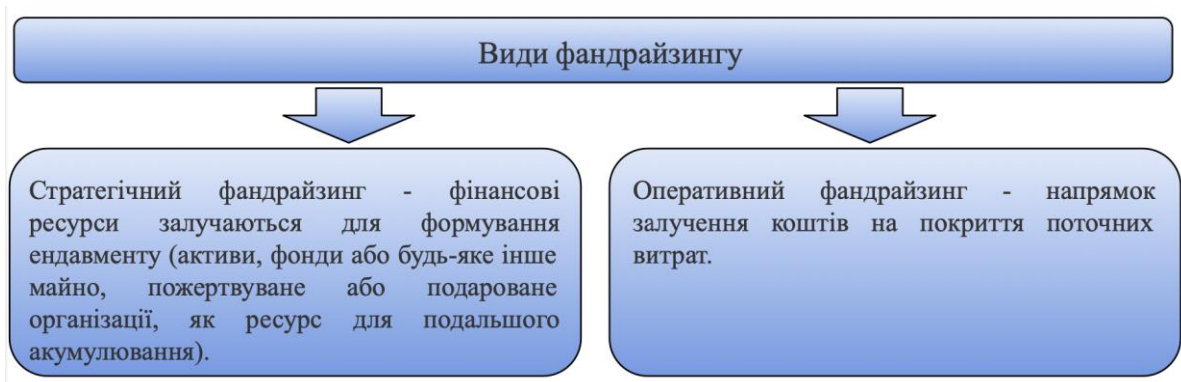 Види фандрайзингу
Стратегічний фандрайзинг - фінансові
ресурси залучаються для формування
ендавменту (активи, фонди або будь-яке інше
майно, пожертвуване або подароване
організації, як ресурс для подальшого
акумулювання).
Оперативний фандрайзинг - напрямок
залучення коштів на покриття поточних
витрат.